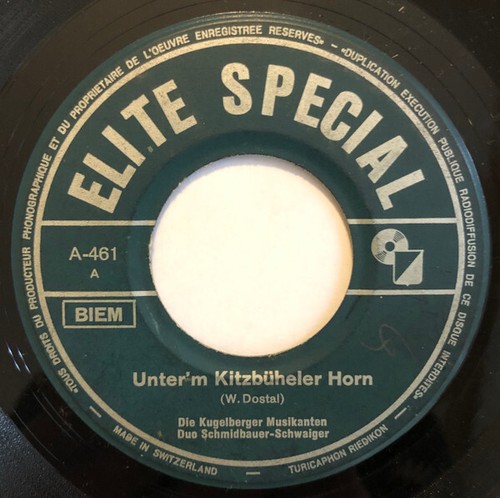 «TOUS DROITS DU PRODUCTEUR PHONOGRAPHIQUE ET DU PROPRIETAIRE DE L'OEUVRE ENREGISTREE RESERVES» - «DUPLICATION EXECUTION PUBLIQUE RADIODIFFUSION DE CE DISQUE INTERDITES»
ELITE SPECIAL
A-461
A
BIEM
Unter'm Kitzbüheler Horn
(W. Dostal)
Die Kugelberger Musikanten
Duo Schmidbauer-Schwaiger
MADE IN SWITZERLAND — TURICAPHON RIEDIKON